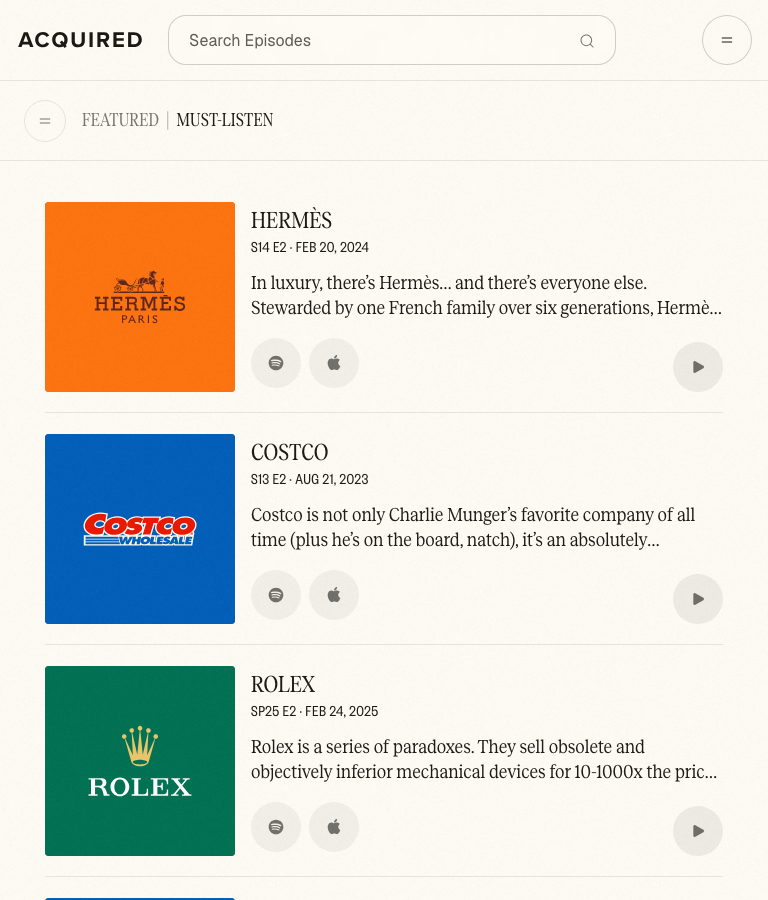 ACQUIRED
Search Episodes
FEATURED | MUST-LISTEN
HERMÈS
PARIS
HERMÈS
S14 E2 · FEB 20, 2024
In luxury, there’s Hermès… and there’s everyone else.
Stewarded by one French family over six generations, Hermè…
COSTCO
WHOLESALE
COSTCO
S13 E2 · AUG 21, 2023
Costco is not only Charlie Munger’s favorite company of all
time (plus he’s on the board, natch), it’s an absolutely…
ROLEX
ROLEX
SP25 E2 · FEB 24, 2025
Rolex is a series of paradoxes. They sell obsolete and
objectively inferior mechanical devices for 10-1000x the pric…